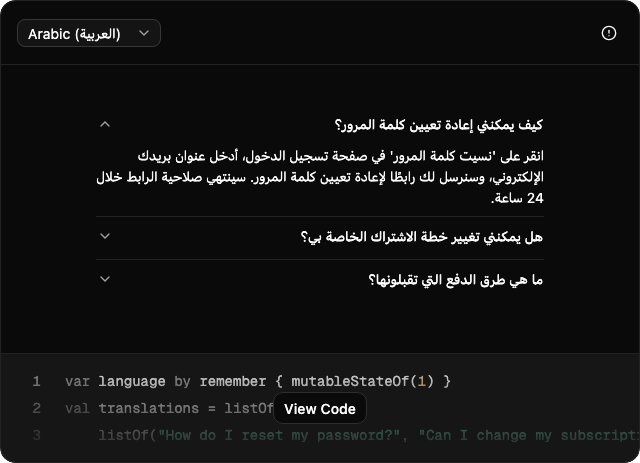 Arabic (العربية)
كيف يمكنني إعادة تعيين كلمة المرور؟
انقر على 'نسيت كلمة المرور' في صفحة تسجيل الدخول، أدخل عنوان بريدك
الإلكتروني، وسنرسل لك رابطًا لإعادة تعيين كلمة المرور. سينتهي صلاحية الرابط خلال
24 ساعة.
هل يمكنني تغيير خطة الاشتراك الخاصة بي؟
ما هي طرق الدفع التي تقبلونها؟
1 var language by remember { mutableStateOf(1) }
2 val translations = listOf
View Code
3 listOf("How do I reset my password?", "Can I change my subscripti